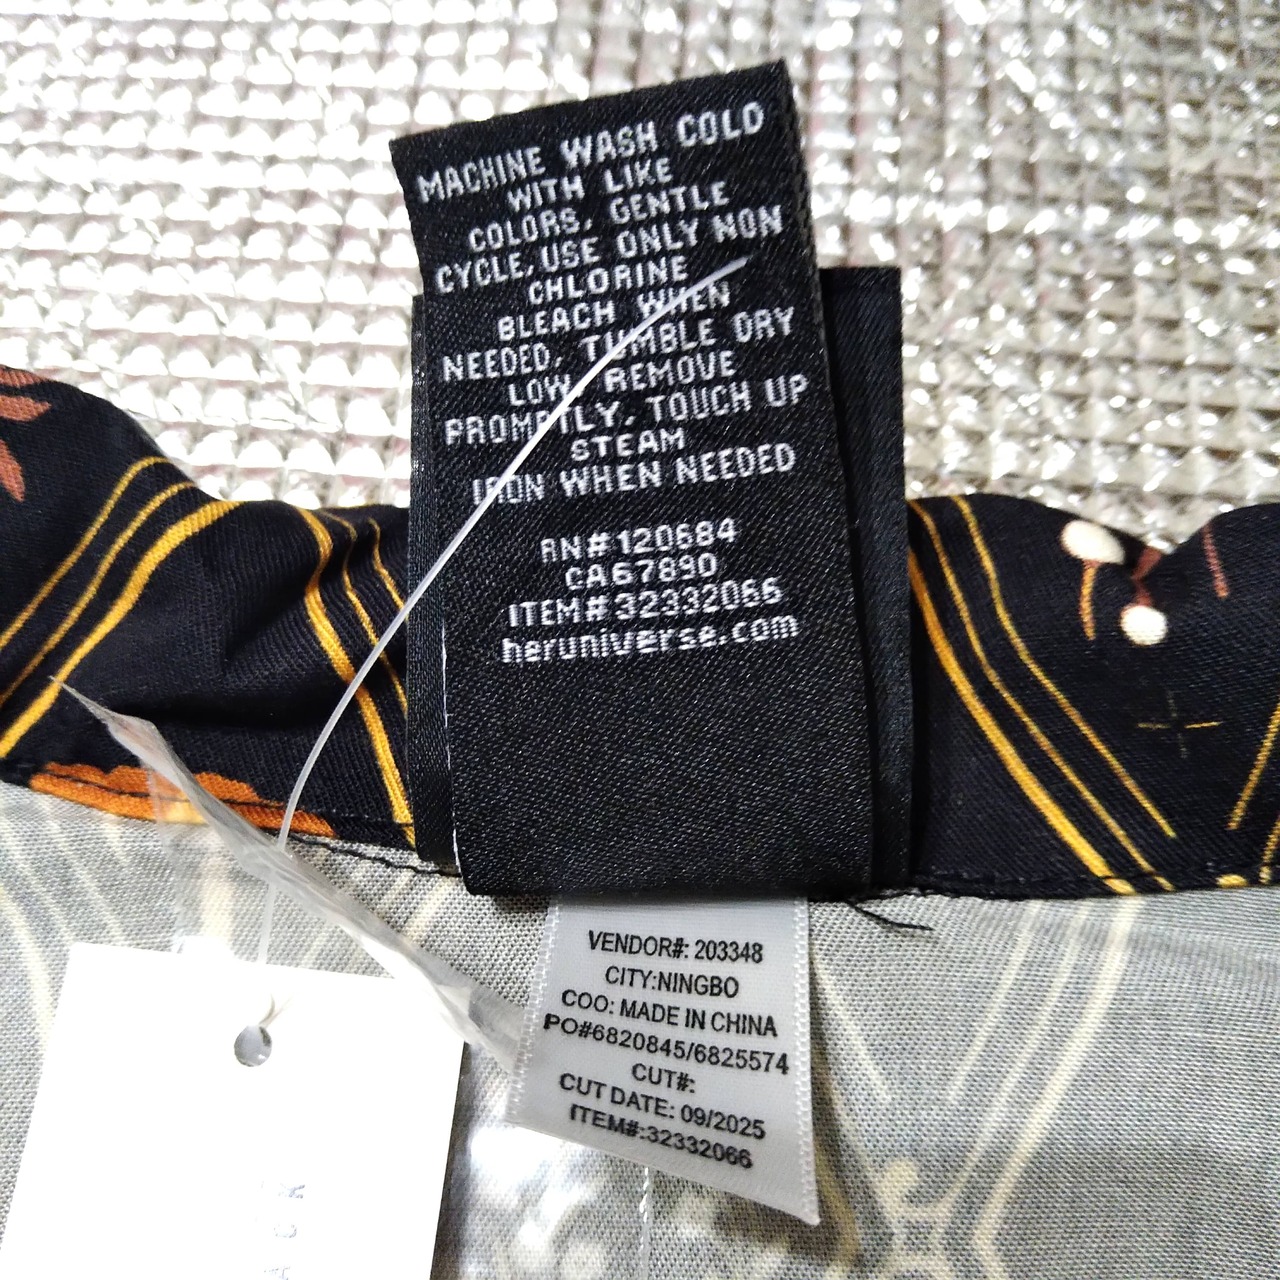 MACHINE WASH COLD
WITH LIKE
COLORS, GENTLE
CYCLE, USE ONLY NON
CHLORINE
BLEACH WHEN
NEEDED, TUMBLE DRY
LOW, REMOVE
PROMPTLY, TOUCH UP
STEAM
IRON WHEN NEEDED
RN#120684
CA67890
ITEM#32332066
heruniverse.com
VENDOR#: 203348
CITY:NINGBO
COO: MADE IN CHINA
PO#6820845/6825574
CUT#:
CUT DATE: 09/2025
ITEM#:32332066